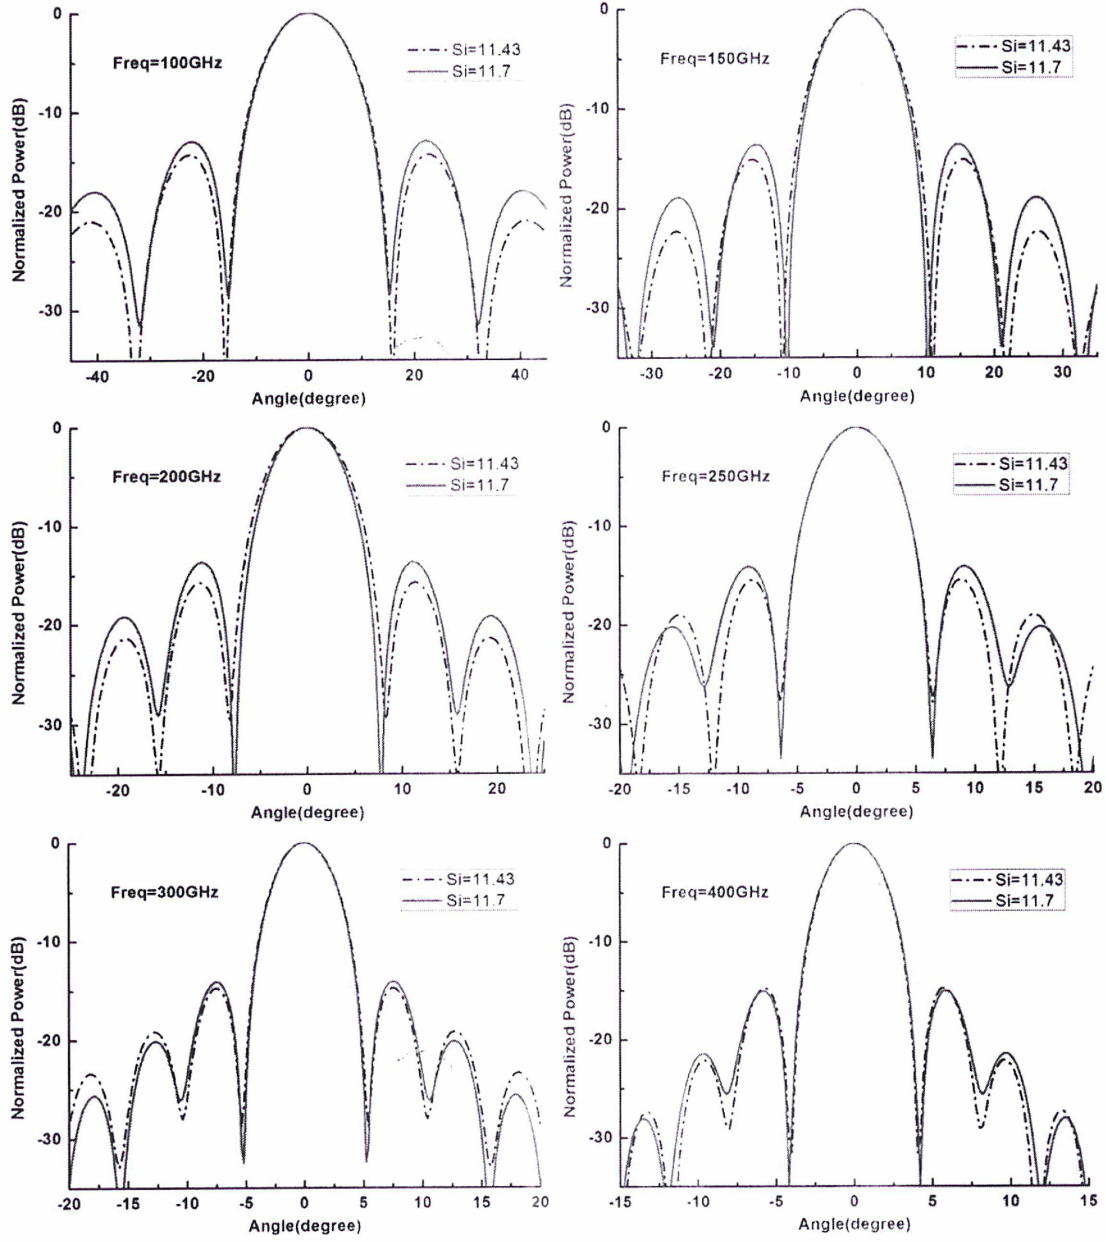 Freq=100GHz
Si=11.43
Si=11.7
Normalized Power(dB)
0
-10
-20
-30
-40
-20
0
20
40
Angle(degree)
Freq=150GHz
Si=11.43
Si=11.7
Normalized Power(dB)
0
-10
-20
-30
-30
-20
-10
0
10
20
30
Angle(degree)
Freq=200GHz
Si=11.43
Si=11.7
Normalized Power(dB)
0
-10
-20
-30
-20
-10
0
10
20
Angle(degree)
Freq=250GHz
Si=11.43
Si=11.7
Normalized Power(dB)
0
-10
-20
-30
-20
-15
-10
-5
0
5
10
15
20
Angle(degree)
Freq=300GHz
Si=11.43
Si=11.7
Normalized Power(dB)
0
-10
-20
-30
-20
-15
-10
-5
0
5
10
15
20
Angle(degree)
Freq=400GHz
Si=11.43
Si=11.7
Normalized Power(dB)
0
-10
-20
-30
-15
-10
-5
0
5
10
15
Angle(degree)